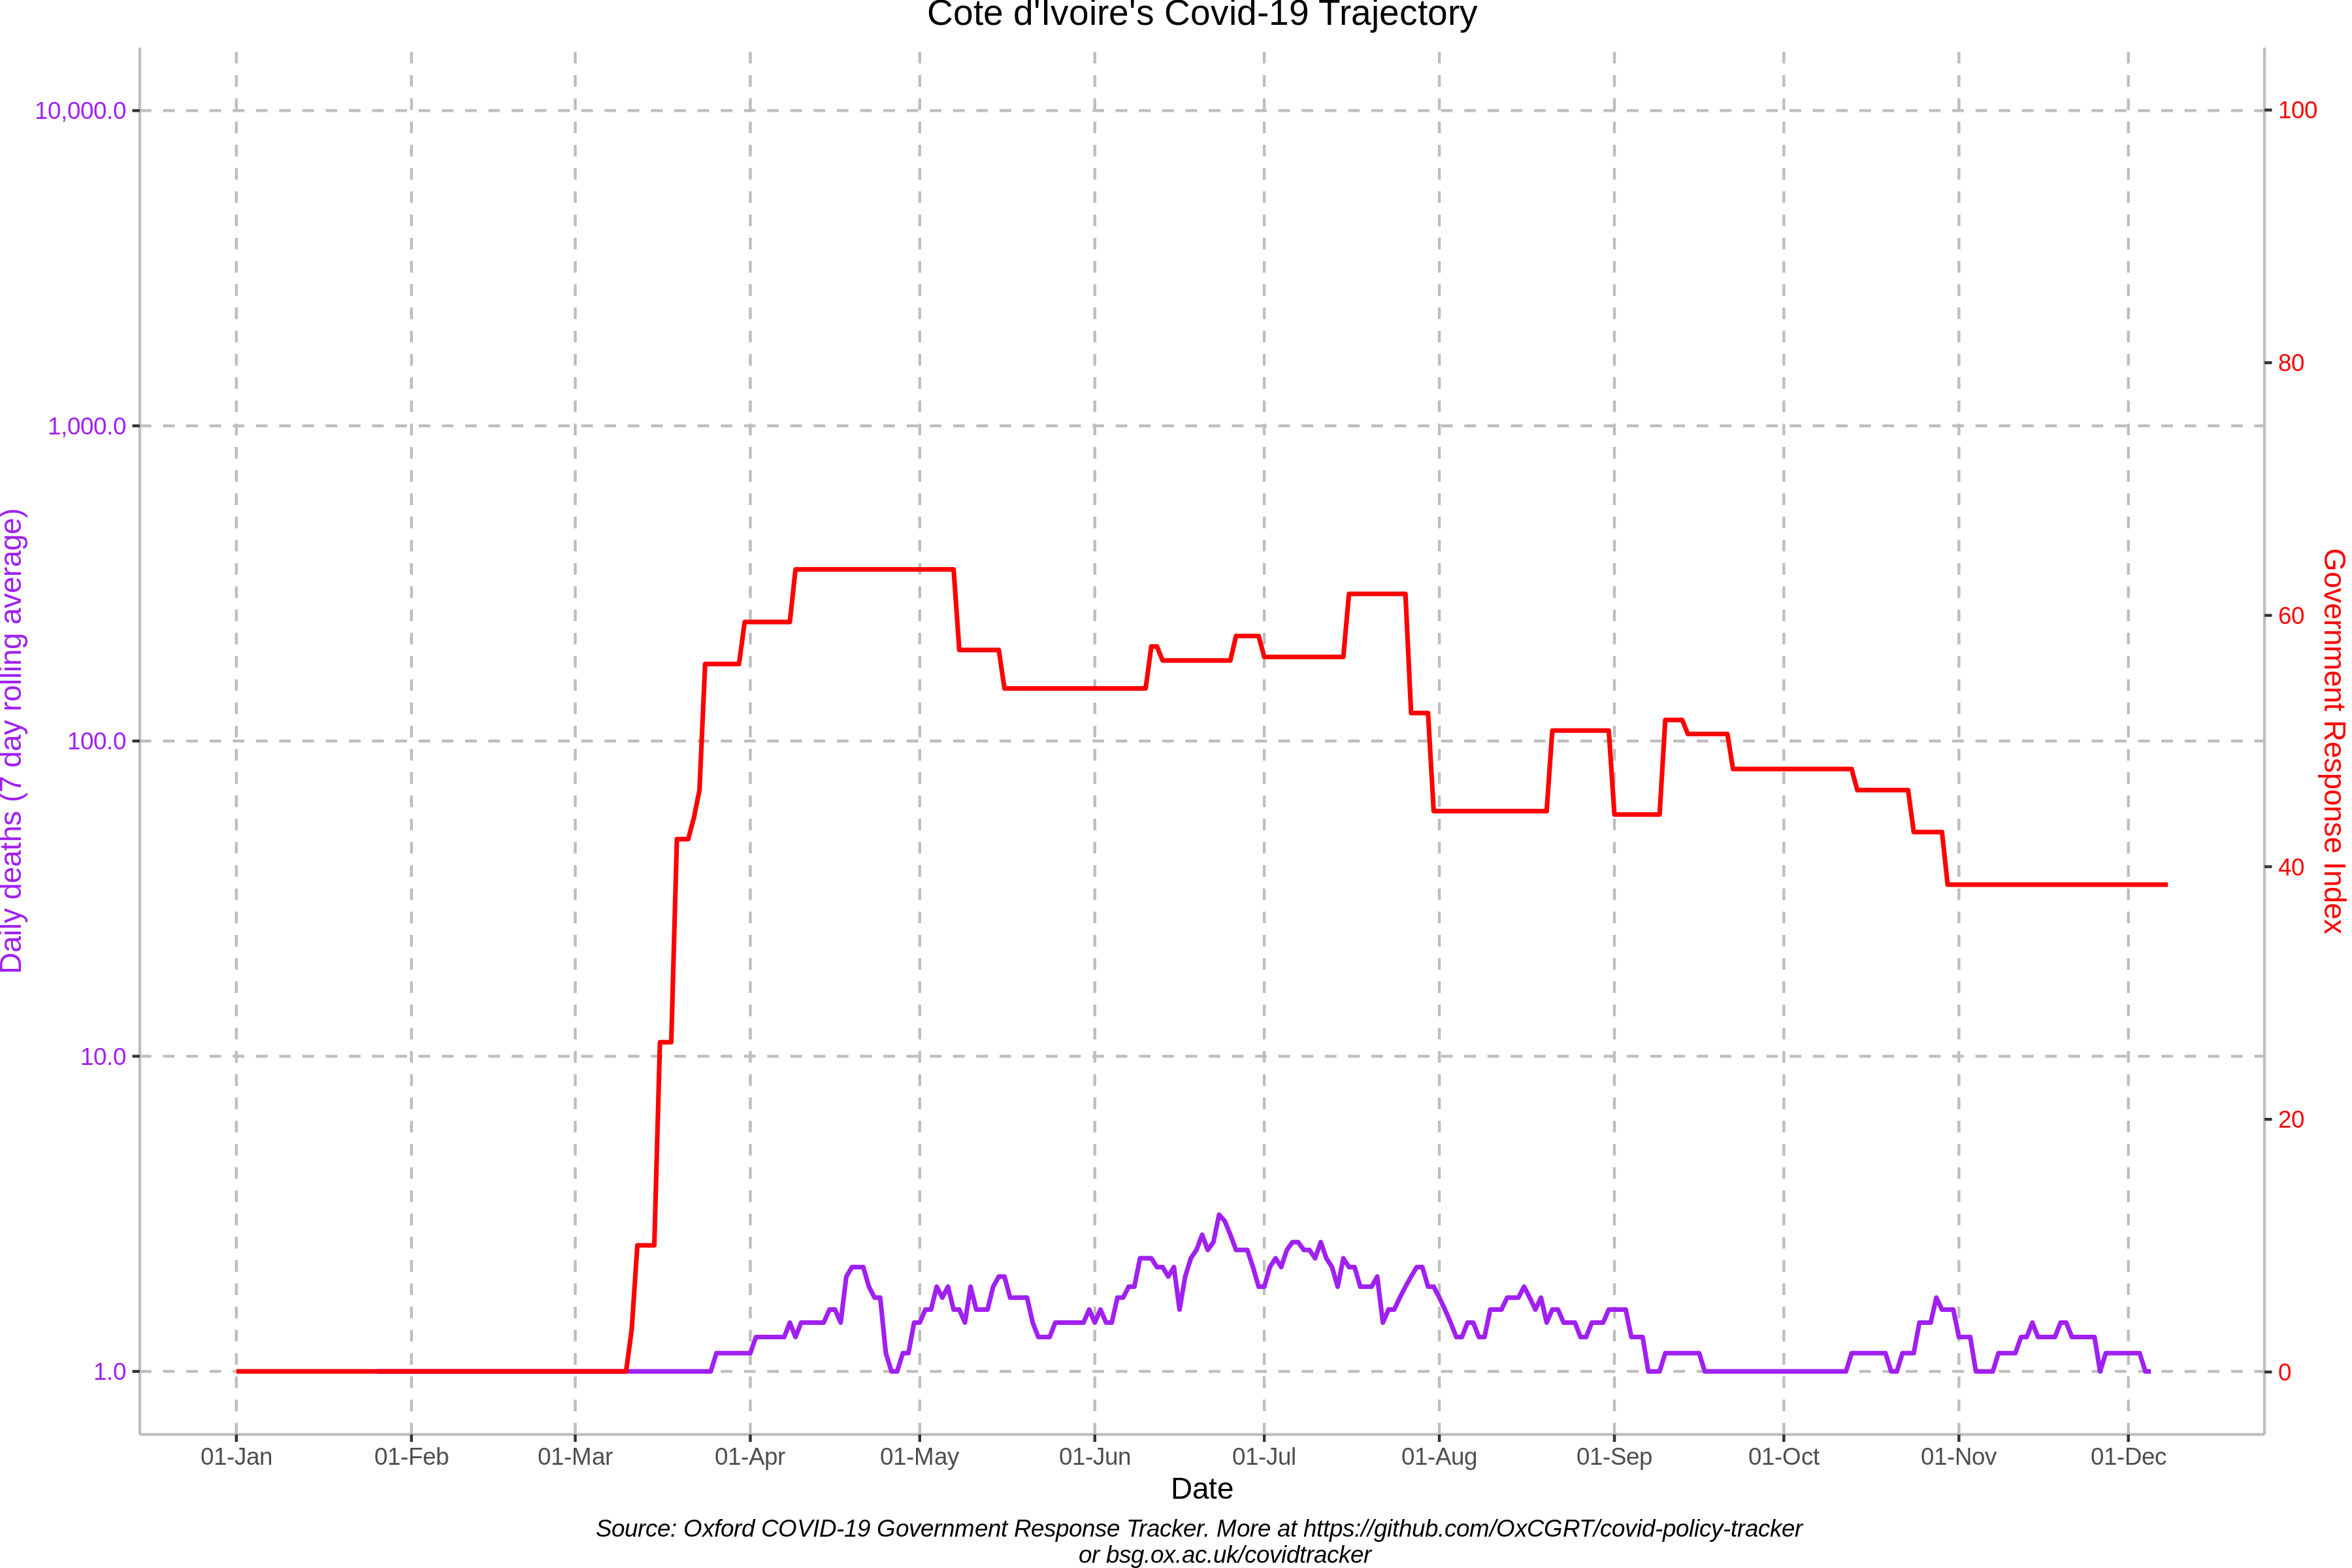 Cote d'Ivoire's Covid-19 Trajectory
10,000.0
1,000.0
100.0
10.0
1.0
Daily deaths (7 day rolling average)
100
80
60
40
20
0
Government Response Index
01-Jan
01-Feb
01-Mar
01-Apr
01-May
01-Jun
01-Jul
01-Aug
01-Sep
01-Oct
01-Nov
01-Dec
Date
Source: Oxford COVID-19 Government Response Tracker. More at https://github.com/OxCGRT/covid-policy-tracker
or bsg.ox.ac.uk/covidtracker